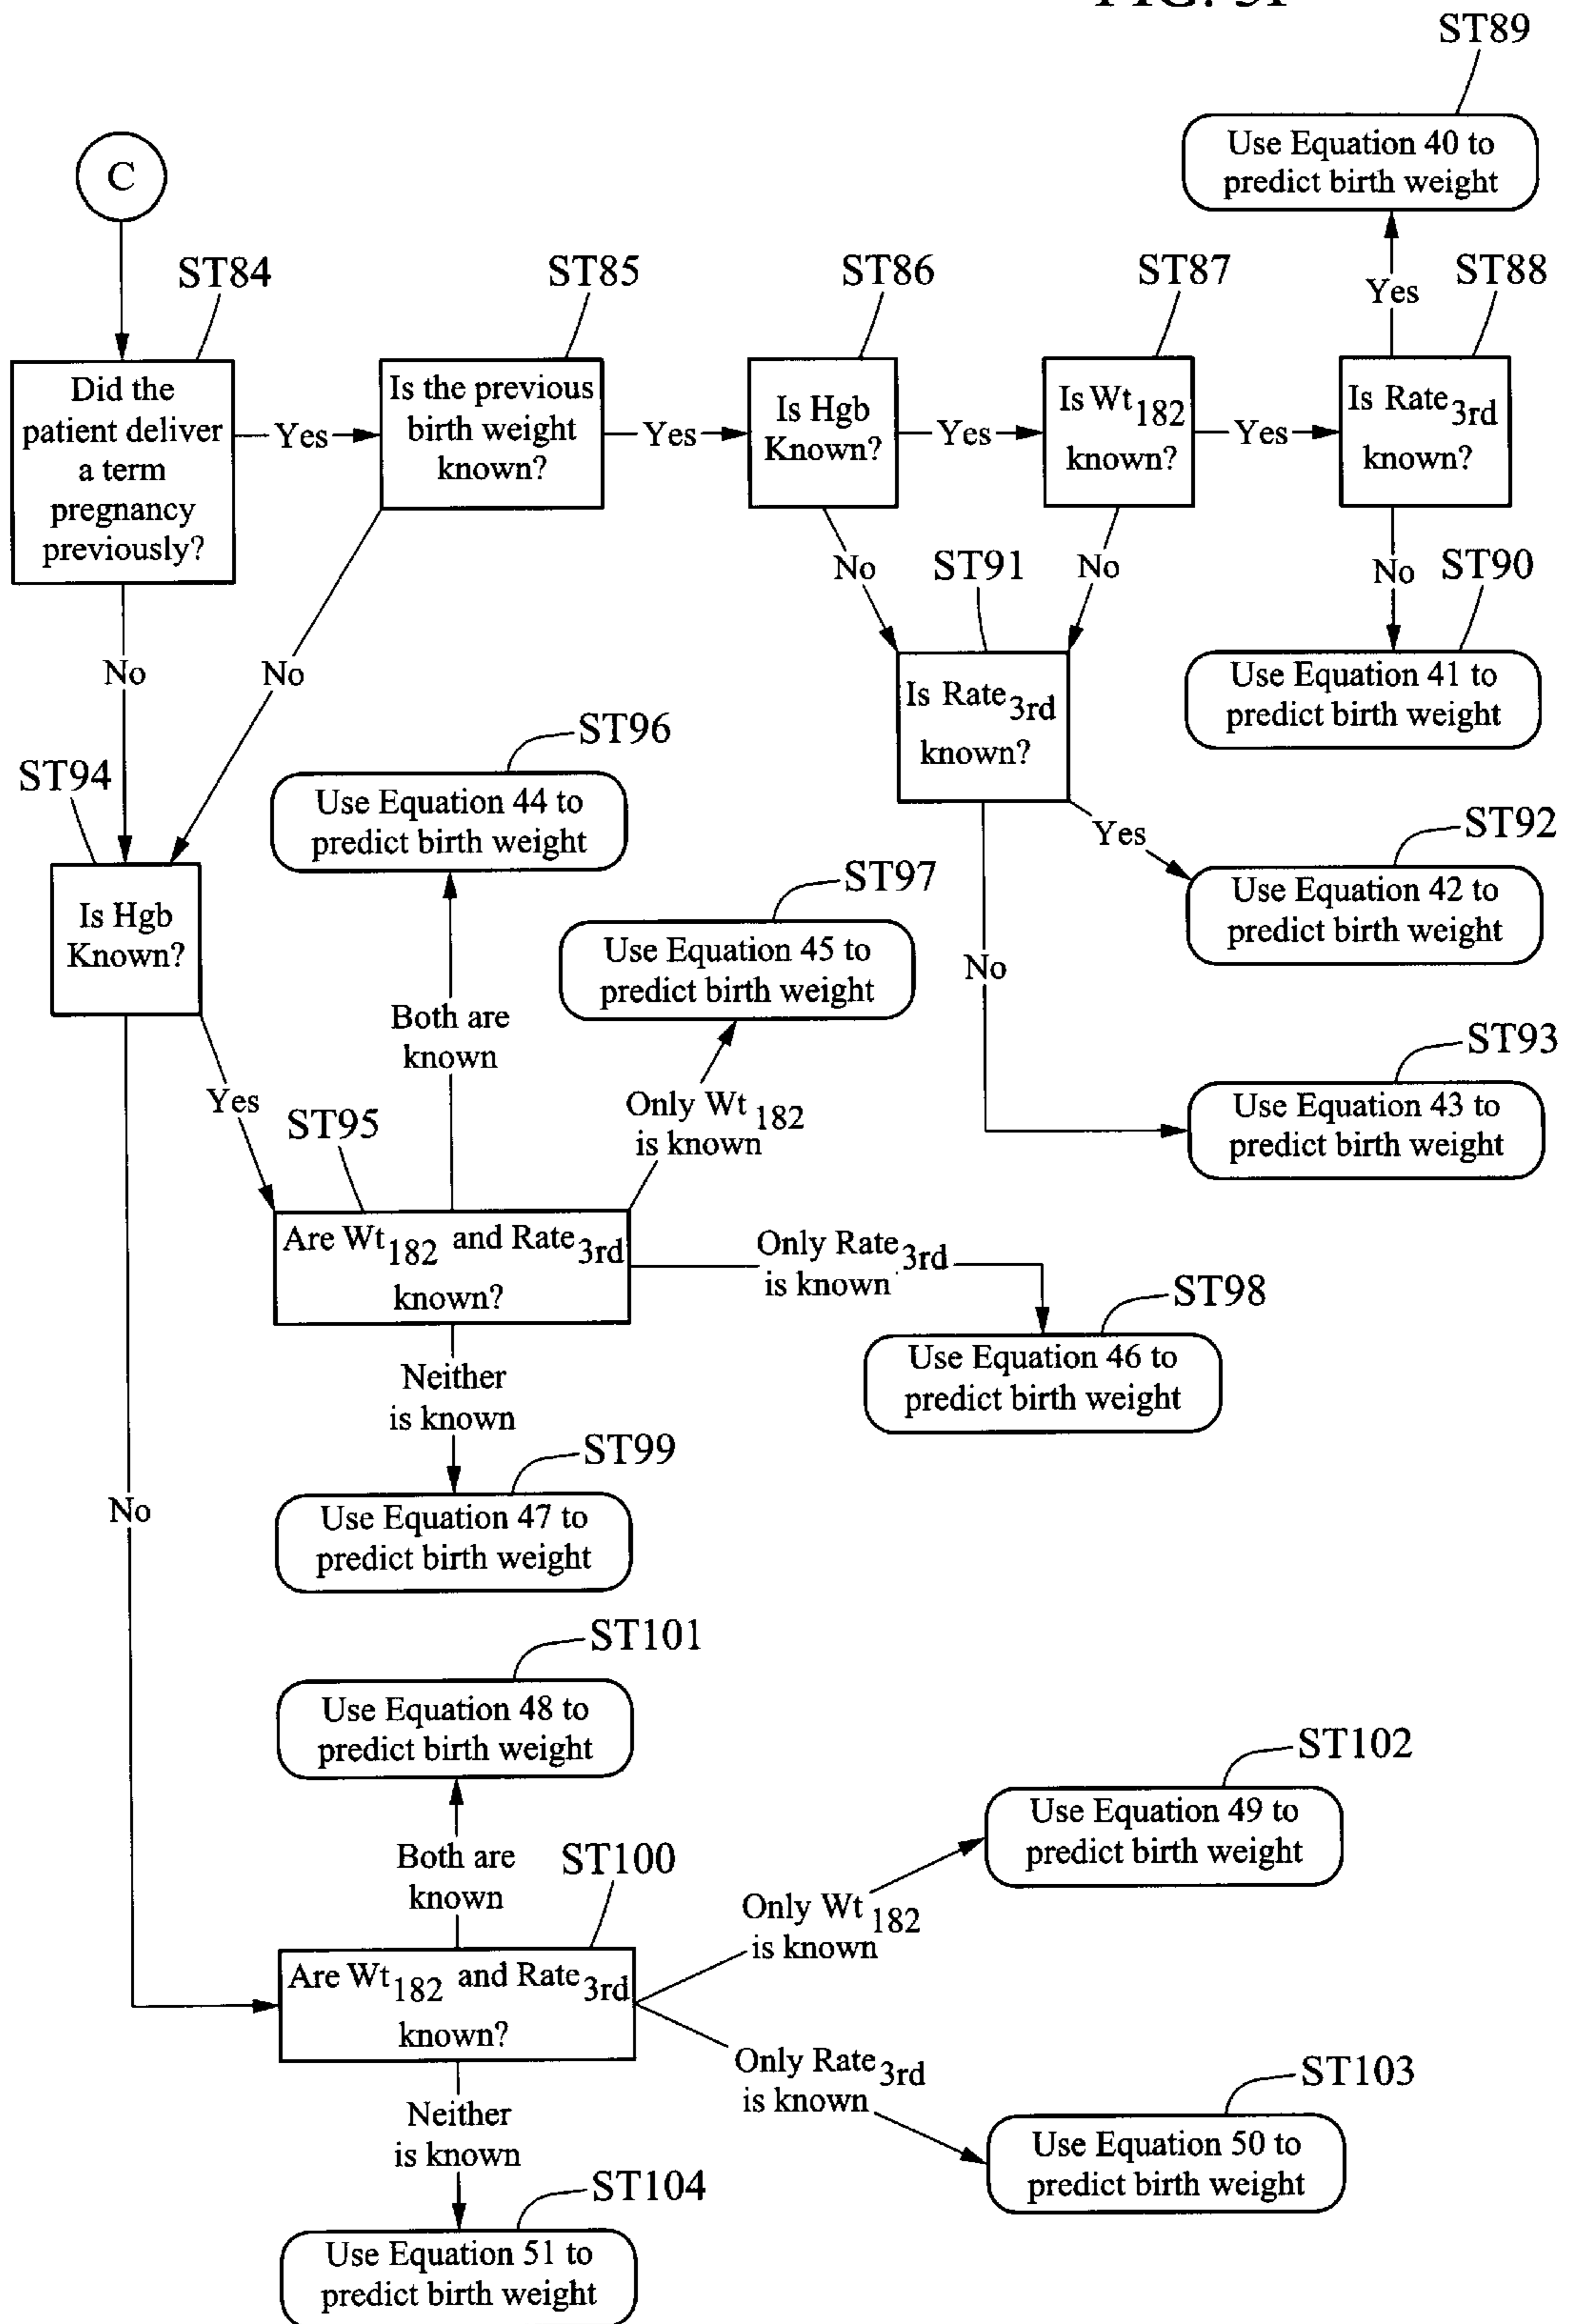 ST89
Use Equation 40 to
predict birth weight
C
ST84
ST85
ST86
ST87
Yes
ST88
Did the
patient deliver
a term
pregnancy
previously?
Yes
Is the previous
birth weight
known?
Yes
Is Hgb
Known?
Yes
Is Wt182
known?
Yes
Is Rate3rd
known?
No
ST91
No
No
ST90
Use Equation 41 to
predict birth weight
No
No
Is Rate3rd
known?
ST96
ST94
Use Equation 44 to
predict birth weight
Yes
ST92
Use Equation 42 to
predict birth weight
ST97
Is Hgb
Known?
Use Equation 45 to
predict birth weight
No
Both are
known
ST93
Use Equation 43 to
predict birth weight
Yes
ST95
Only Wt182
is known
Are Wt182 and Rate3rd
known?
Only Rate3rd
is known
ST98
Use Equation 46 to
predict birth weight
Neither
is known
ST99
No
Use Equation 47 to
predict birth weight
ST101
Use Equation 48 to
predict birth weight
ST102
Use Equation 49 to
predict birth weight
Both are
known
ST100
Only Wt182
is known
Are Wt182 and Rate3rd
known?
Only Rate3rd
is known
ST103
Neither
is known
Use Equation 50 to
predict birth weight
ST104
Use Equation 51 to
predict birth weight